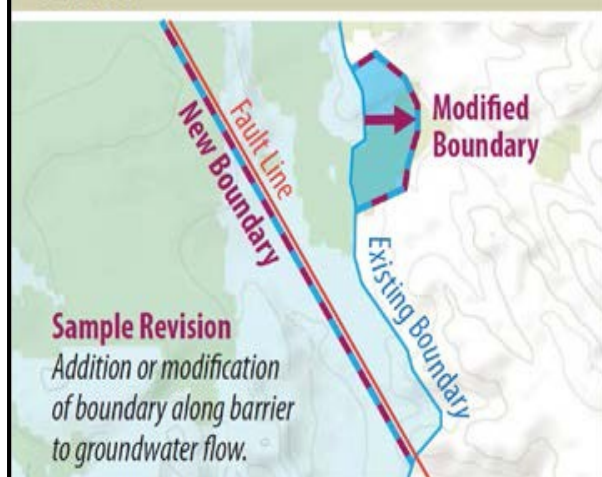 Fault Line
New Boundary
Modified
Boundary
Existing Boundary
Sample Revision
Addition or modification
of boundary along barrier
to groundwater flow.